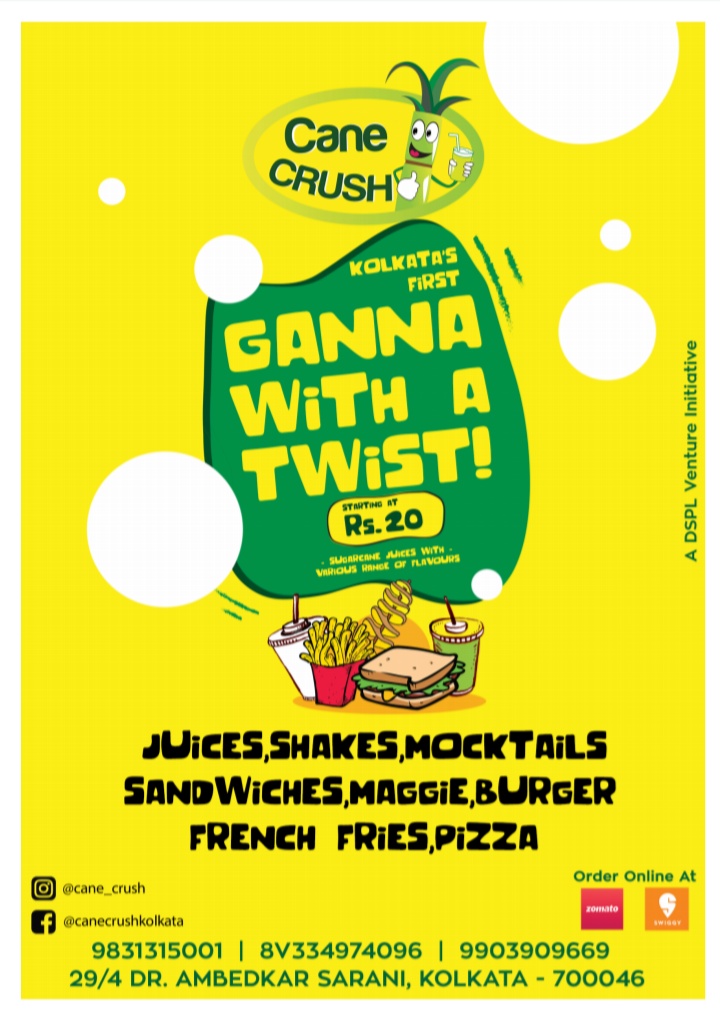 Cane
CRUSH
KOLKATA'S
FiRST
GANNA
WiTH A
TWiST!
STARTING AT
Rs.20
- SUGARCANE JUICES WITH -
VARIOUS RANGE OF FLAVOURS
A DSPL Venture Initiative
JUiCES,SHAKES,MOCKTAiLS
SANDWiCHES,MAGGiE,BURGER
FRENCH FRiES,PiZZA
@cane_crush
@canecrushkolkata
Order Online At
zomato
SWIGGY
9831315001 | 8V334974096 | 9903909669
29/4 DR. AMBEDKAR SARANI, KOLKATA - 700046